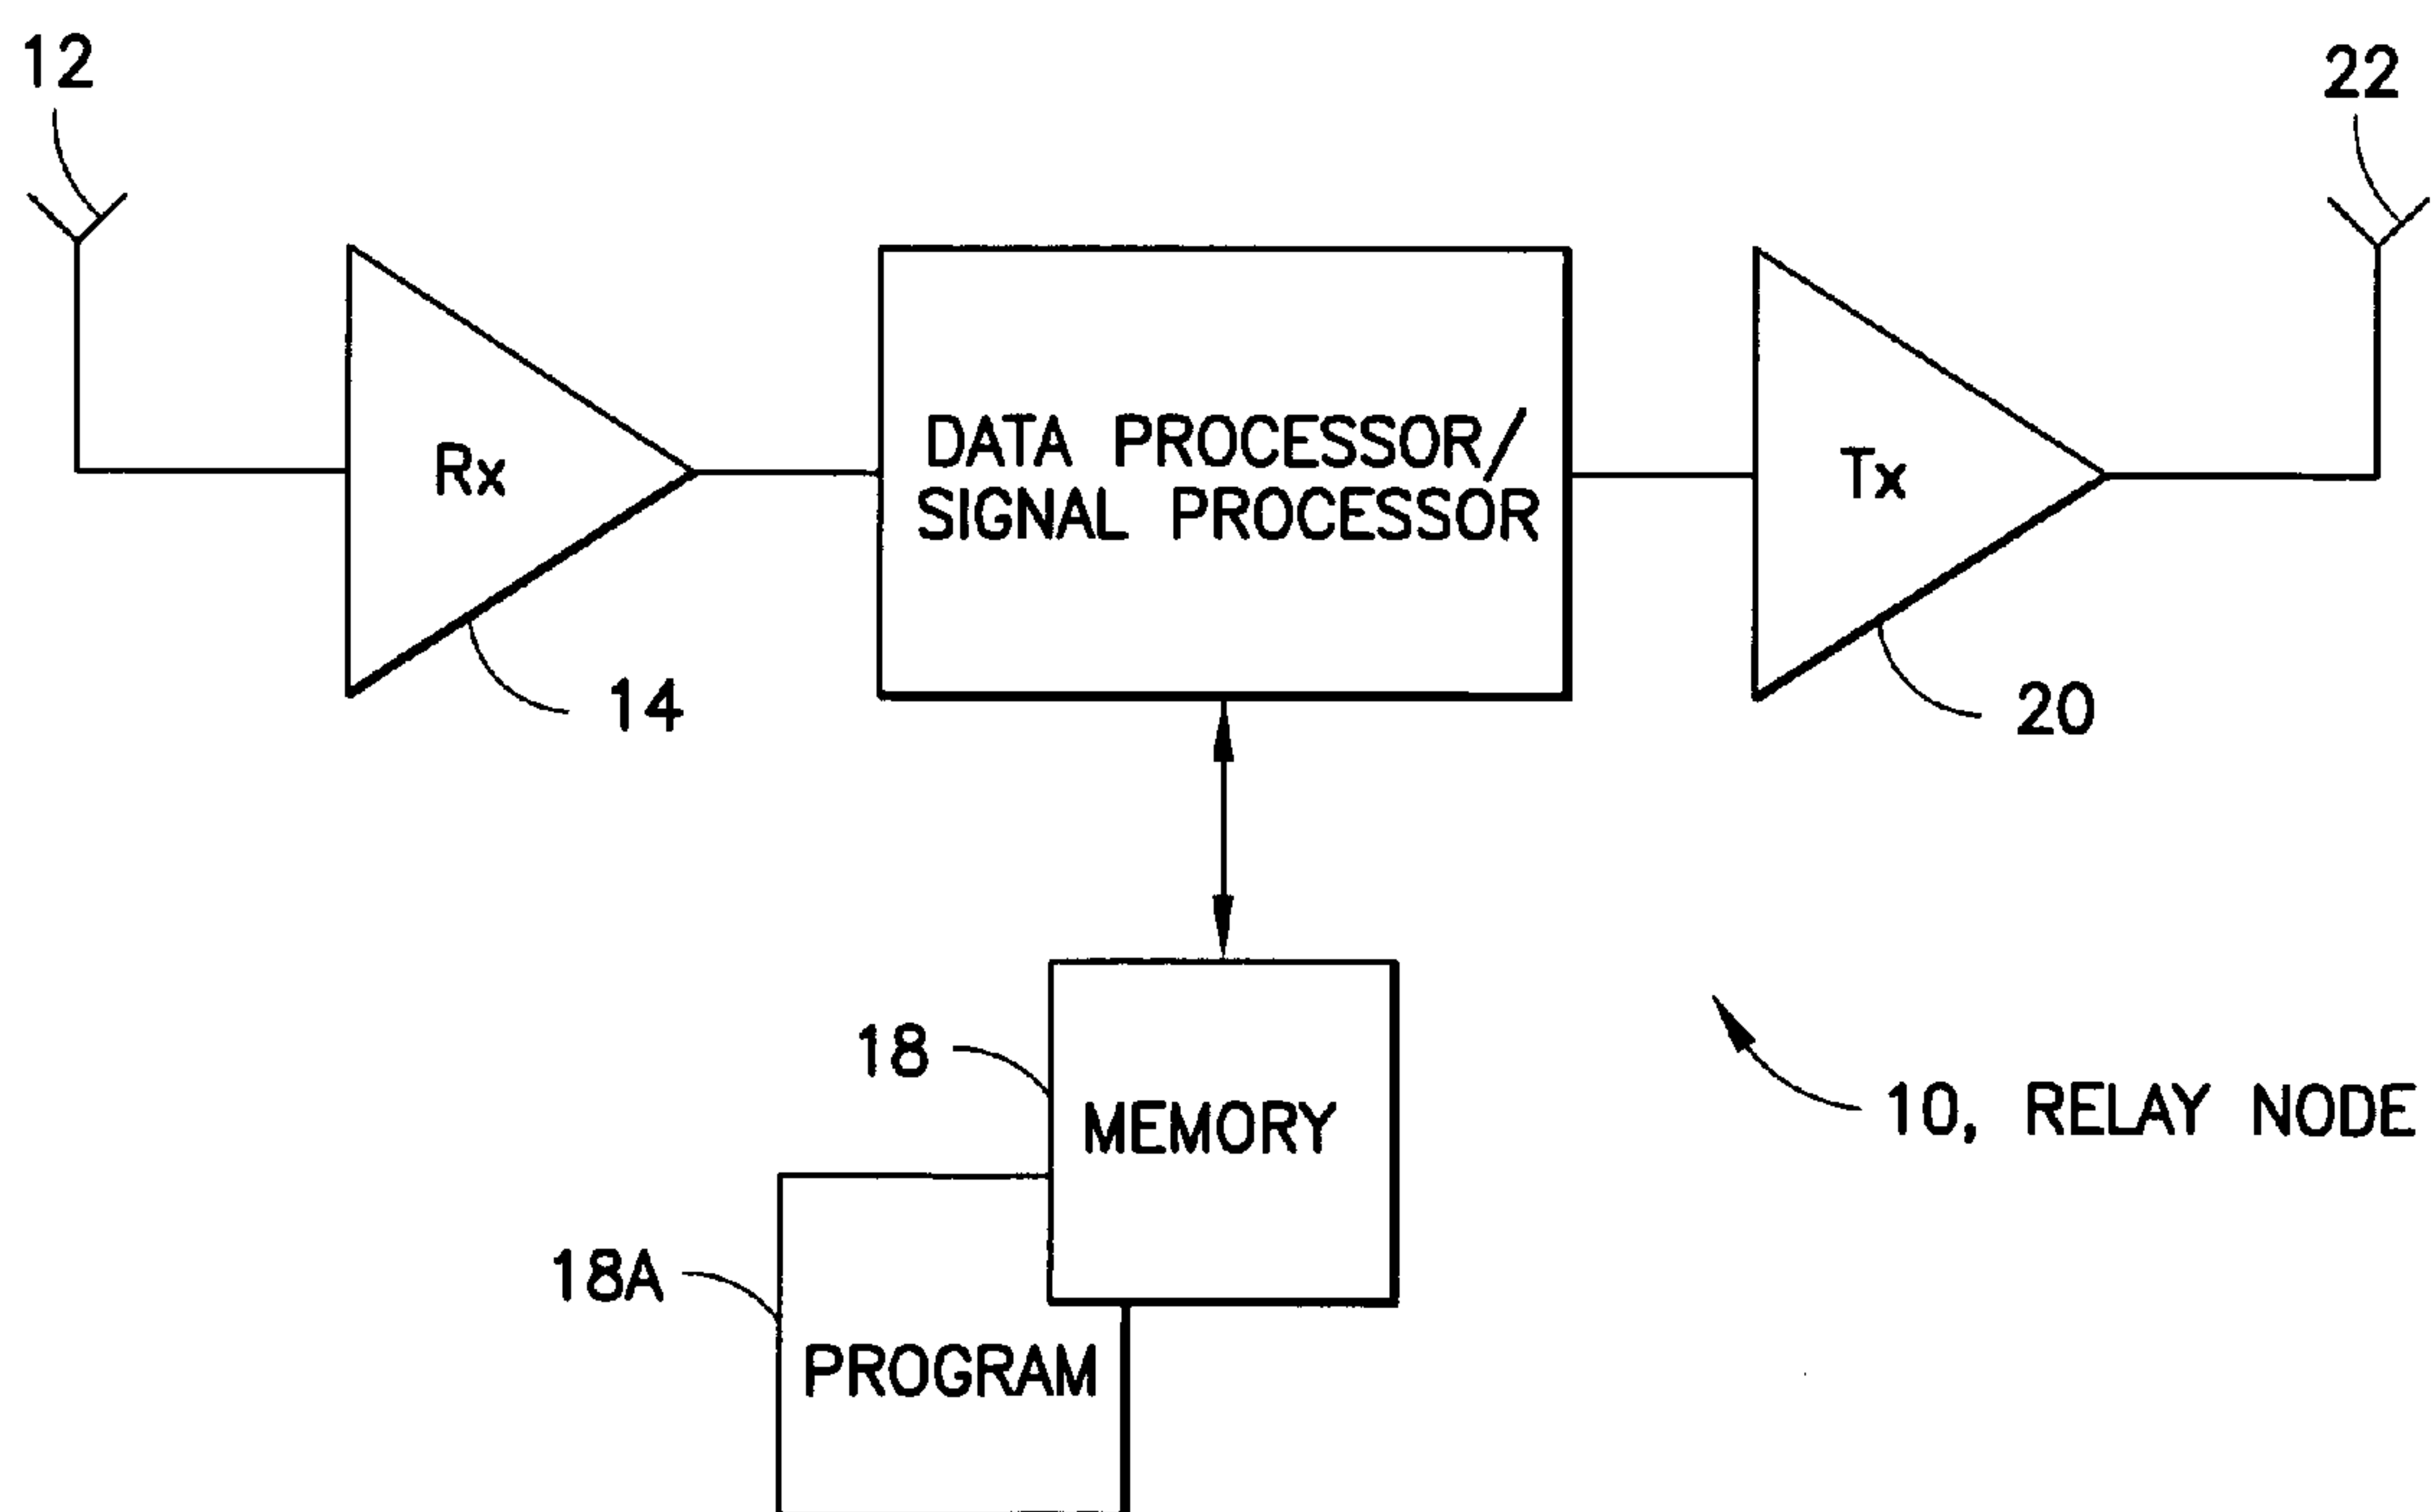 12
22
Rx
DATA PROCESSOR/
SIGNAL PROCESSOR
Tx
14
20
18
MEMORY
10, RELAY NODE
18A
PROGRAM